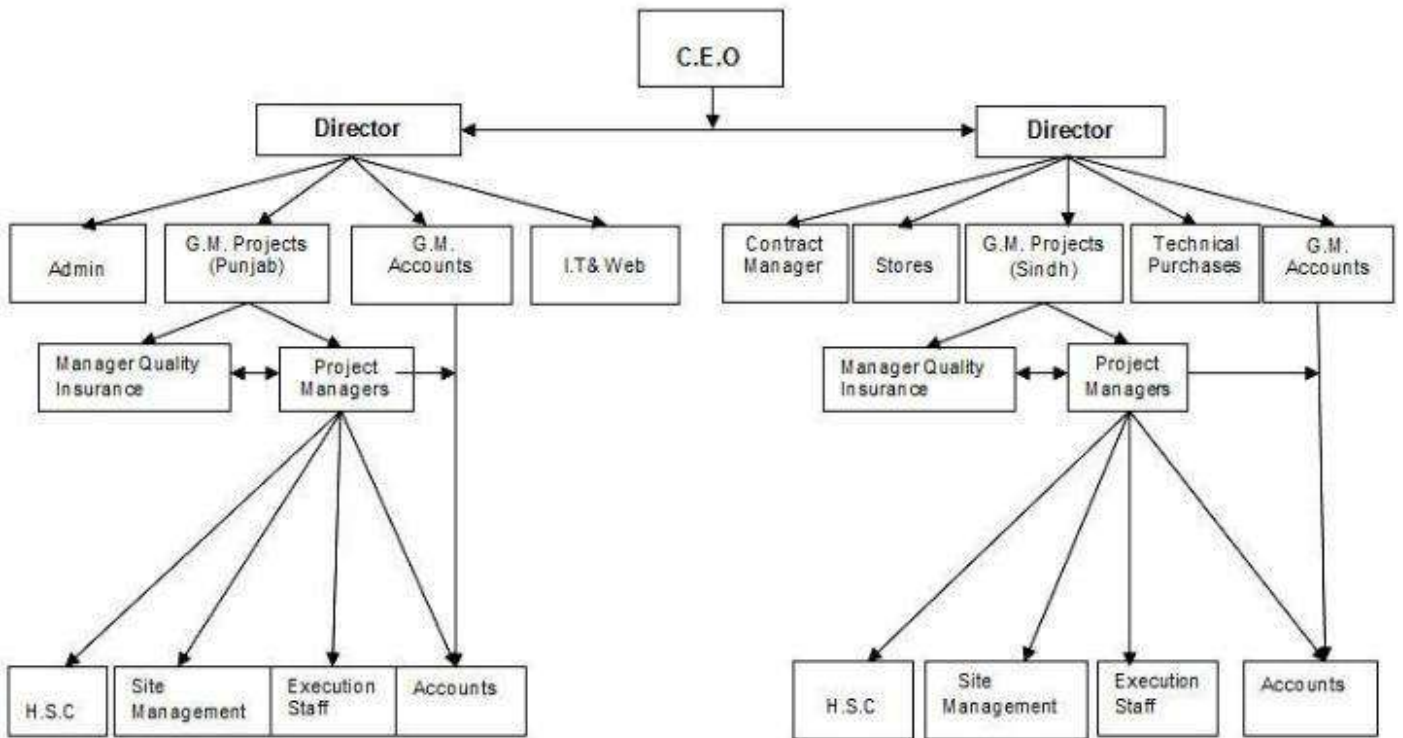 C.E.O
Director
Director
Admin
G.M. Projects
(Punjab)
G.M.
Accounts
I.T& Web
Contract
Manager
Stores
G.M. Projects
(Sindh)
Technical
Purchases
G.M.
Accounts
Manager Quality
Insurance
Project
Managers
Manager Quality
Insurance
Project
Managers
H.S.C
Site
Management
Execution
Staff
Accounts
H.S.C
Site
Management
Execution
Staff
Accounts